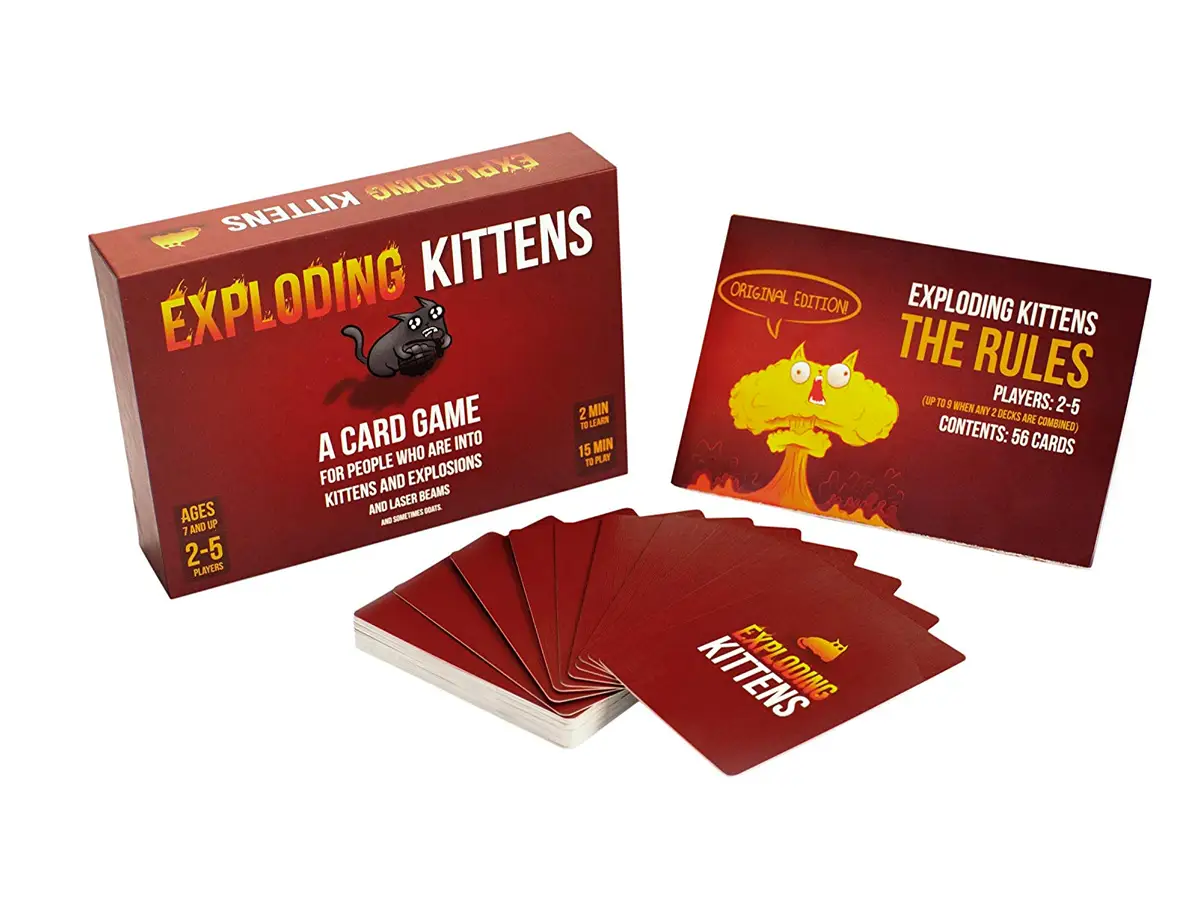 EXPLODING KITTENS
EXPLODING KITTENS
A CARD GAME
FOR PEOPLE WHO ARE INTO
KITTENS AND EXPLOSIONS
AND LASER BEAMS
AND SOMETIMES GOATS.
AGES
7 AND UP
2-5
PLAYERS
2 MIN
TO LEARN
15 MIN
TO PLAY
ORIGINAL EDITION!
EXPLODING KITTENS
THE RULES
PLAYERS: 2-5
(UP TO 9 WHEN ANY 2 DECKS ARE COMBINED)
CONTENTS: 56 CARDS
EXPLODING
KITTENS